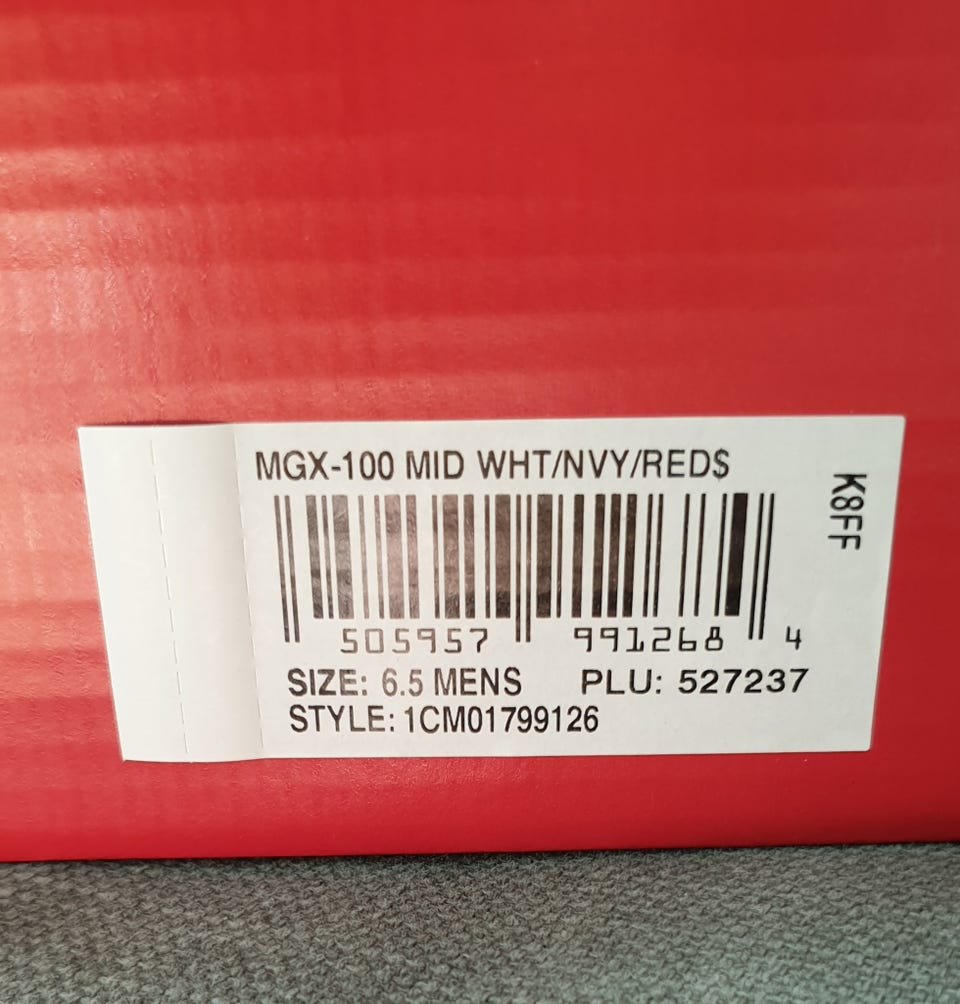 MGX-100 MID WHT/NVY/RED$
K8FF
505957 991268 4
SIZE: 6.5 MENS PLU: 527237
STYLE: 1CM01799126